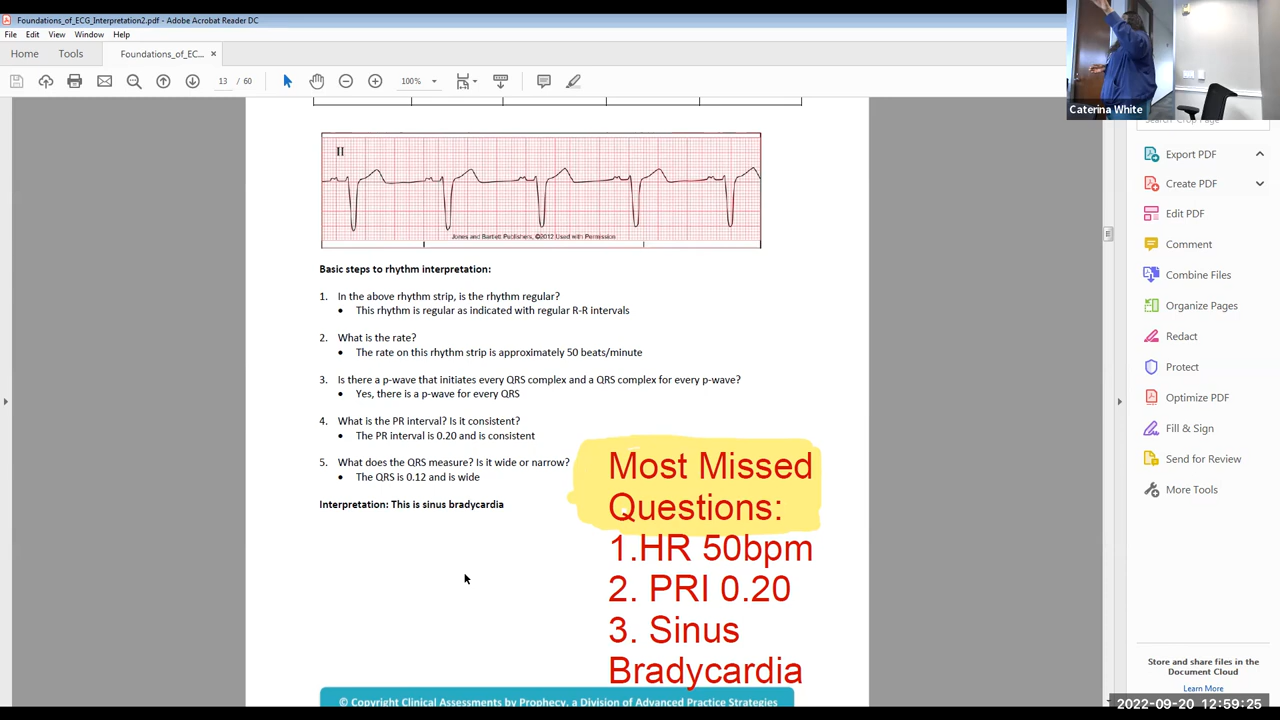 Foundations_of_ECG_Interpretation2.pdf - Adobe Acrobat Reader DC
File Edit View Window Help
Home Tools Foundations_of_EC... ×
13 / 60 100%
Caterina White
II
Jones and Bartlett Publishers, ©2012 Used with Permission
Basic steps to rhythm interpretation:
1. In the above rhythm strip, is the rhythm regular?
• This rhythm is regular as indicated with regular R-R intervals
2. What is the rate?
• The rate on this rhythm strip is approximately 50 beats/minute
3. Is there a p-wave that initiates every QRS complex and a QRS complex for every p-wave?
• Yes, there is a p-wave for every QRS
4. What is the PR interval? Is it consistent?
• The PR interval is 0.20 and is consistent
5. What does the QRS measure? Is it wide or narrow?
• The QRS is 0.12 and is wide
Interpretation: This is sinus bradycardia
Most Missed
Questions:
1.HR 50bpm
2. PRI 0.20
3. Sinus
Bradycardia
© Copyright Clinical Assessments by Prophecy, a Division of Advanced Practice Strategies
Export PDF
Create PDF
Edit PDF
Comment
Combine Files
Organize Pages
Redact
Protect
Optimize PDF
Fill & Sign
Send for Review
More Tools
Store and share files in the
Document Cloud
Learn More
2022-09-20 12:59:25